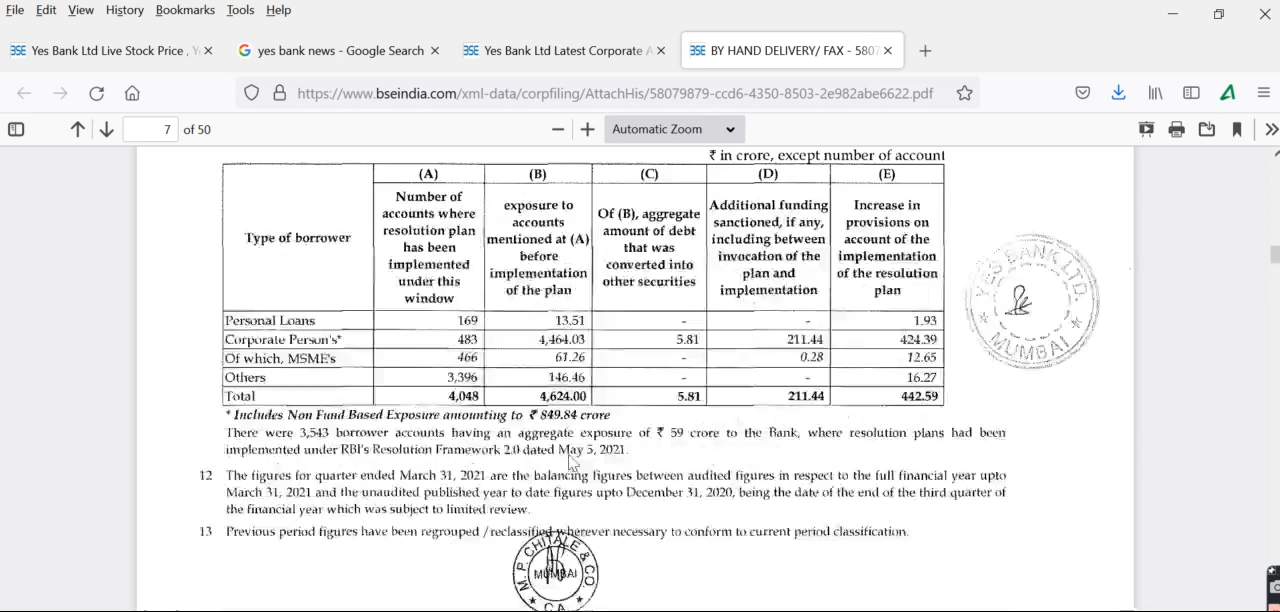 File Edit View History Bookmarks Tools Help
BSE Yes Bank Ltd Live Stock Price , Y
yes bank news - Google Search
BSE Yes Bank Ltd Latest Corporate A
BSE BY HAND DELIVERY/ FAX - 5807
https://www.bseindia.com/xml-data/corpfiling/AttachHis/58079879-ccd6-4350-8503-2e982abe6622.pdf
7 of 50
Automatic Zoom
₹ in crore, except number of account
Type of borrower
(A)
Number of
accounts where
resolution plan
has been
implemented
under this
window
(B)
exposure to
accounts
mentioned at (A)
before
implementation
of the plan
(C)
Of (B), aggregate
amount of debt
that was
converted into
other securities
(D)
Additional funding
sanctioned, if any,
including between
invocation of the
plan and
implementation
(E)
Increase in
provisions on
account of the
implementation
of the resolution
plan
Personal Loans 169 13.51 - - 1.93
Corporate Person's* 483 4,464.03 5.81 211.44 424.39
Of which, MSME's 466 61.26 - 0.28 12.65
Others 3,396 146.46 - - 16.27
Total 4,048 4,624.00 5.81 211.44 442.59
* Includes Non Fund Based Exposure amounting to ₹ 849.84 crore
There were 3,543 borrower accounts having an aggregate exposure of ₹ 59 crore to the Bank, where resolution plans had been
implemented under RBI's Resolution Framework 2.0 dated May 5, 2021.
12 The figures for quarter ended March 31, 2021 are the balancing figures between audited figures in respect to the full financial year upto
March 31, 2021 and the unaudited published year to date figures upto December 31, 2020, being the date of the end of the third quarter of
the financial year which was subject to limited review.
13 Previous period figures have been regrouped /reclassified wherever necessary to conform to current period classification.
YES BANK LTD.
MUMBAI
M. P. CHITALE & CO.
MUMBAI
C.A.